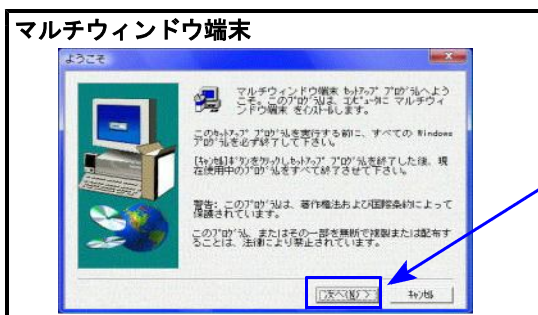 マルチウィンドウ端末
ようこそ
マルチウィンドウ端末 ｾｯﾄｱｯﾌﾟ ﾌﾟﾛｸﾞﾗﾑへよう
こそ。このﾌﾟﾛｸﾞﾗﾑは、ｺﾝﾋﾟｭｰﾀに マルチウィ
ンドウ端末 をｲﾝｽﾄｰﾙします。
このｾｯﾄｱｯﾌﾟ ﾌﾟﾛｸﾞﾗﾑを実行する前に、すべての Windows
ﾌﾟﾛｸﾞﾗﾑを必ず終了して下さい。
[ｷｬﾝｾﾙ]ﾎﾞﾀﾝをｸﾘｯｸしｾｯﾄｱｯﾌﾟ ﾌﾟﾛｸﾞﾗﾑを終了した後、現
在使用中のﾌﾟﾛｸﾞﾗﾑをすべて終了させて下さい。
警告: このﾌﾟﾛｸﾞﾗﾑは、著作権法および国際条約によって
保護されています。
このﾌﾟﾛｸﾞﾗﾑ、またはその一部を無断で複製または配布す
ることは、法律により禁止されています。
次へ(N) >
ｷｬﾝｾﾙ